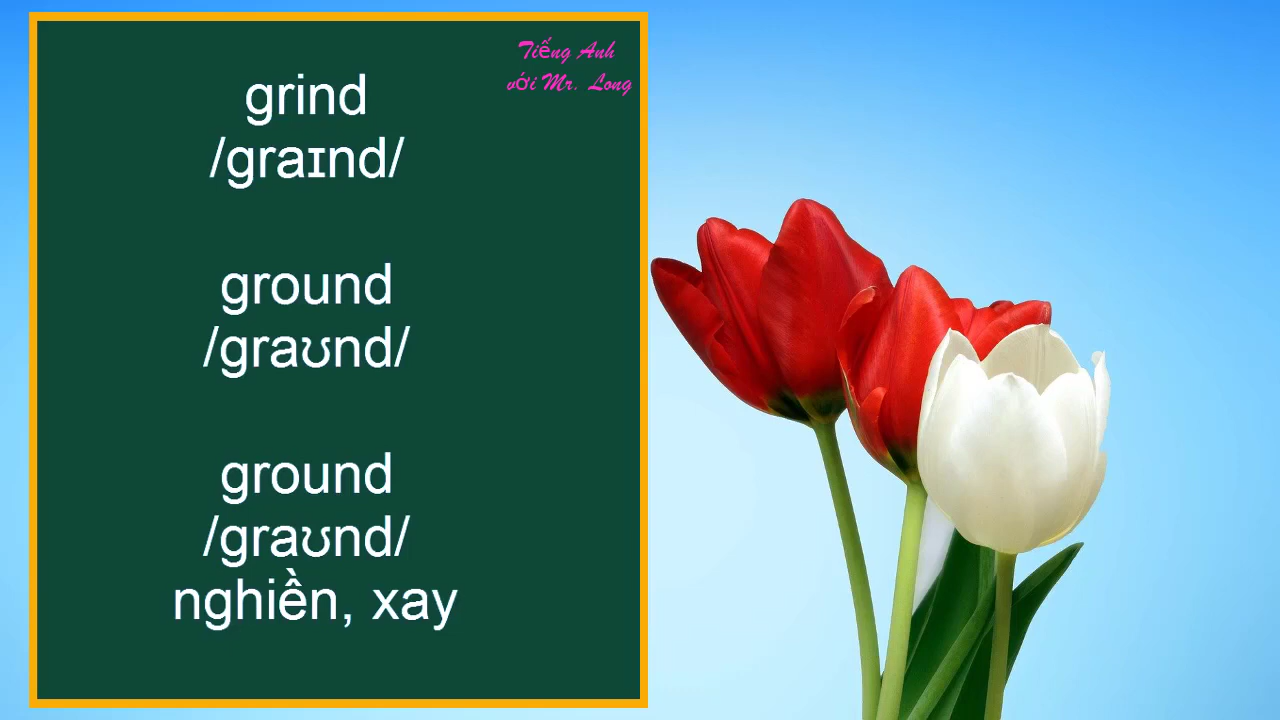 Tiếng Anh
với Mr. Long
grind
/graɪnd/
ground
/graʊnd/
ground
/graʊnd/
nghiền, xay